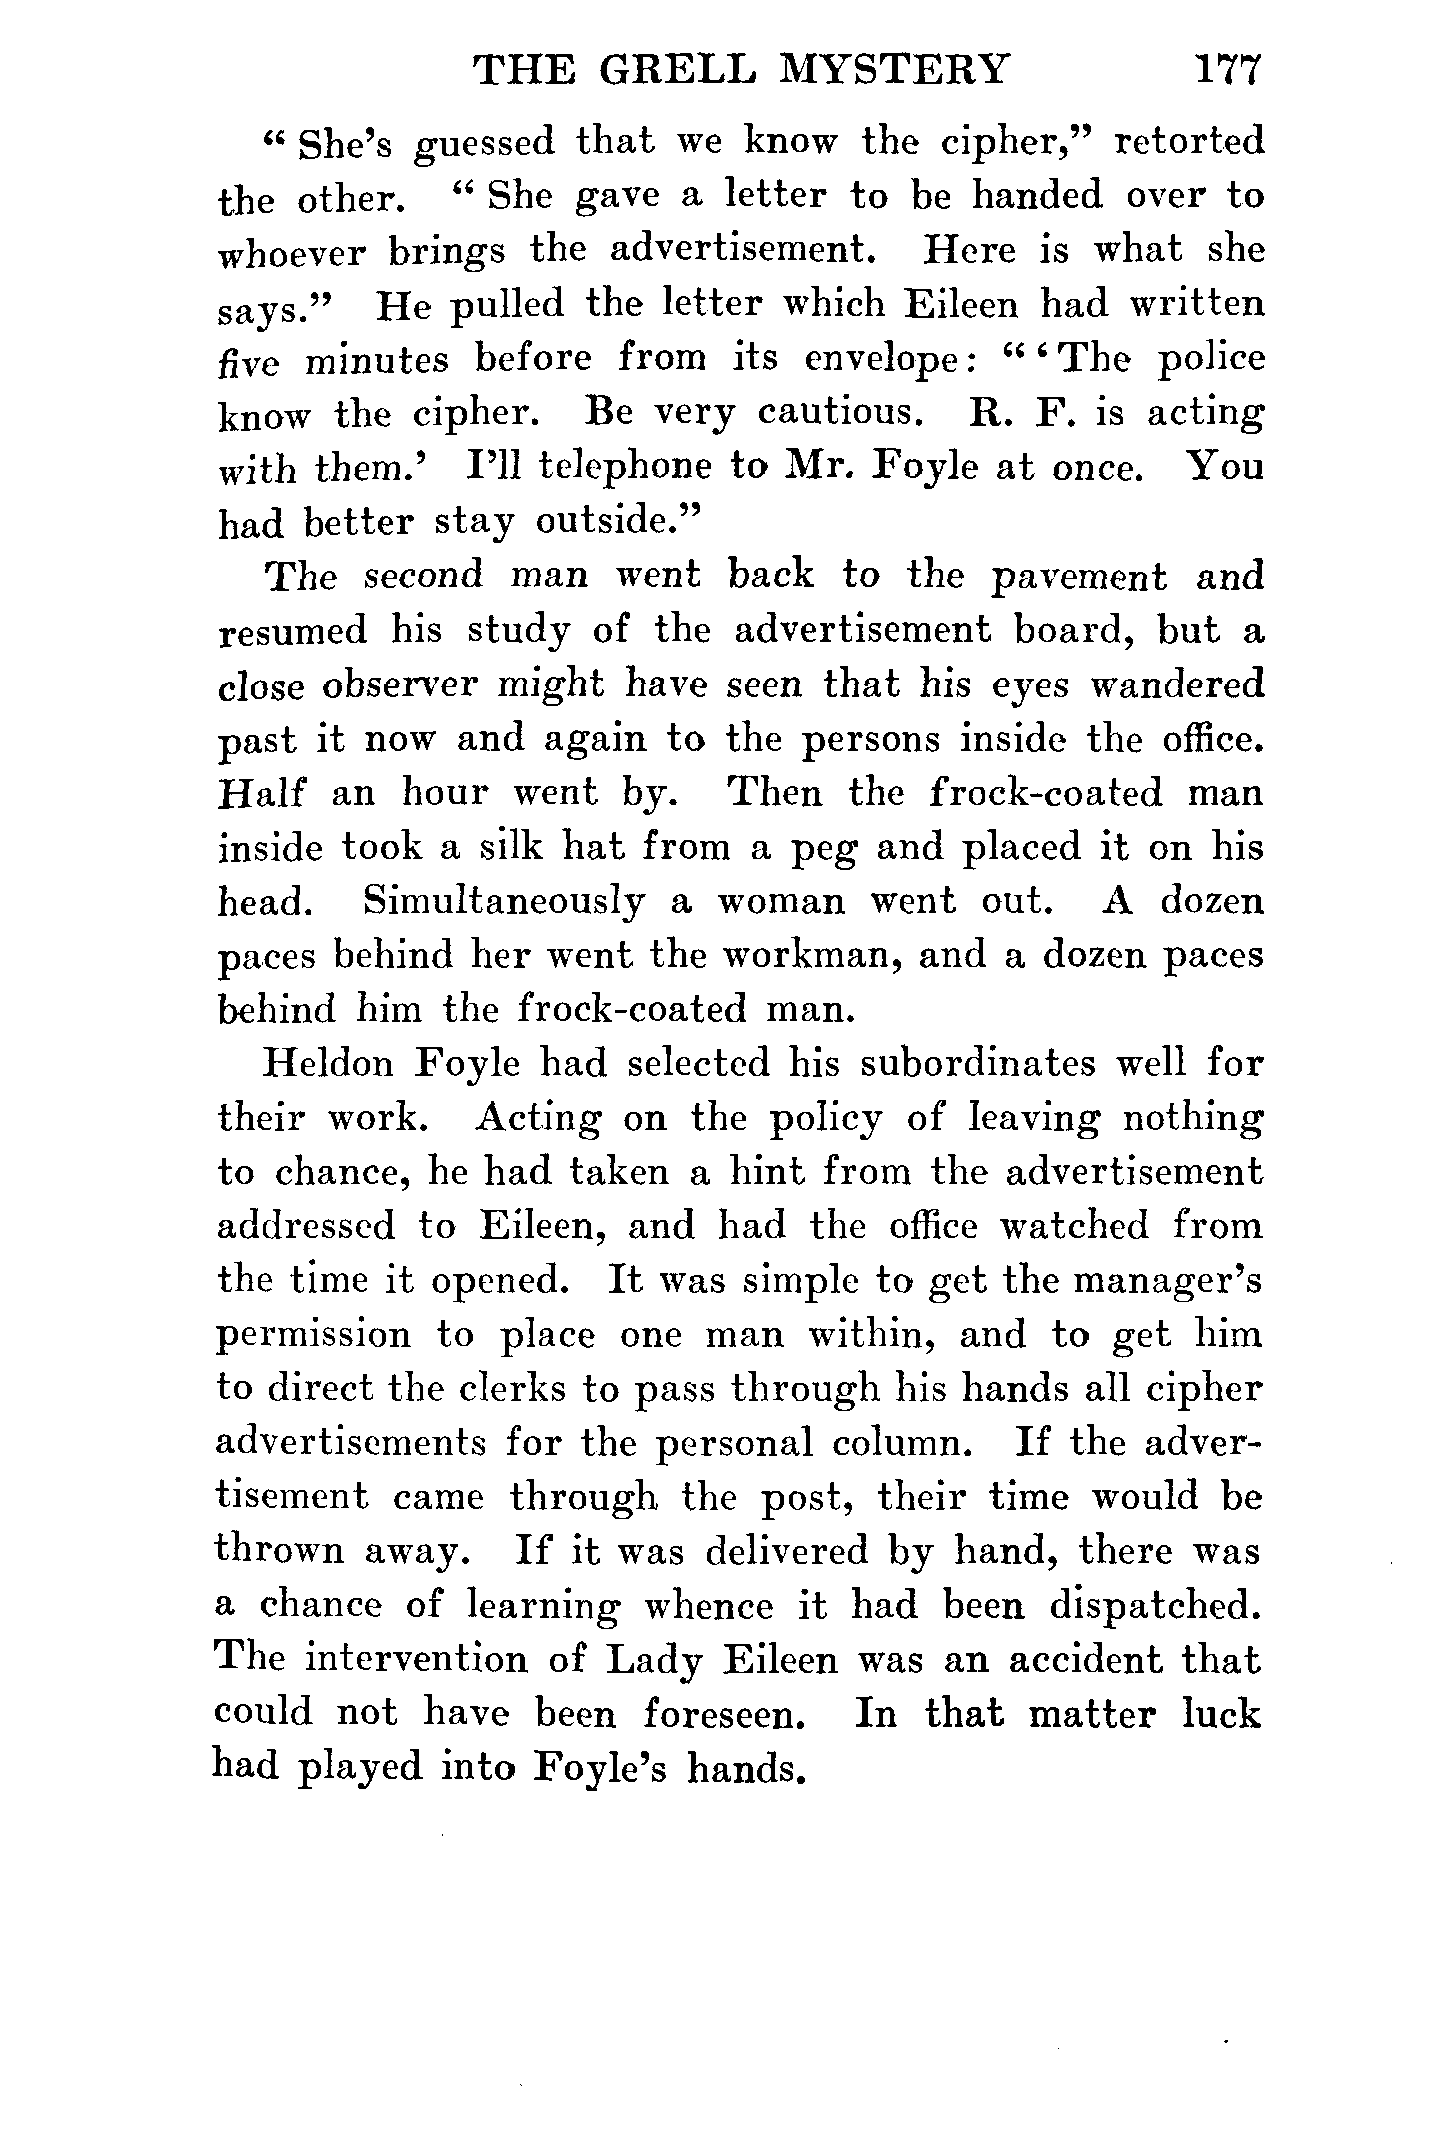 THE GRELL MYSTERY 177
“ She’s guessed that we know the cipher,” retorted
the other. “ She gave a letter to be handed over to
whoever brings the advertisement. Here is what she
says.” He pulled the letter which Eileen had written
five minutes before from its envelope: “ ‘ The police
know the cipher. Be very cautious. R. F. is acting
with them.’ I’ll telephone to Mr. Foyle at once. You
had better stay outside.”
The second man went back to the pavement and
resumed his study of the advertisement board, but a
close observer might have seen that his eyes wandered
past it now and again to the persons inside the office.
Half an hour went by. Then the frock-coated man
inside took a silk hat from a peg and placed it on his
head. Simultaneously a woman went out. A dozen
paces behind her went the workman, and a dozen paces
behind him the frock-coated man.
Heldon Foyle had selected his subordinates well for
their work. Acting on the policy of leaving nothing
to chance, he had taken a hint from the advertisement
addressed to Eileen, and had the office watched from
the time it opened. It was simple to get the manager’s
permission to place one man within, and to get him
to direct the clerks to pass through his hands all cipher
advertisements for the personal column. If the adver-
tisement came through the post, their time would be
thrown away. If it was delivered by hand, there was
a chance of learning whence it had been dispatched.
The intervention of Lady Eileen was an accident that
could not have been foreseen. In that matter luck
had played into Foyle’s hands.